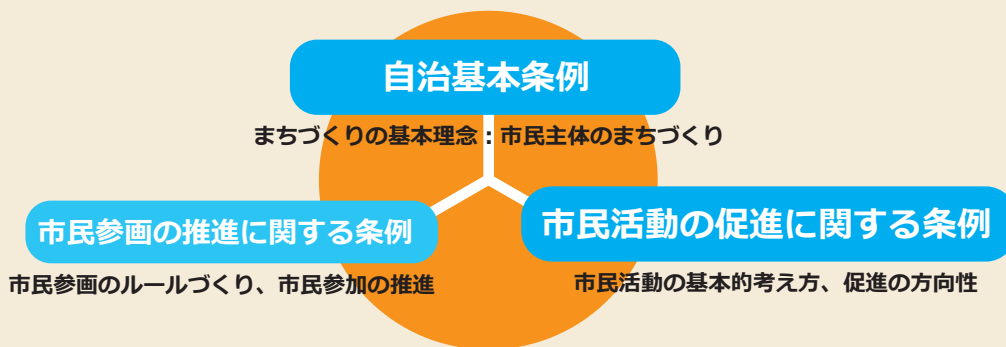 自治基本条例
まちづくりの基本理念：市民主体のまちづくり
市民参画の推進に関する条例
市民参画のルールづくり、市民参加の推進
市民活動の促進に関する条例
市民活動の基本的考え方、促進の方向性